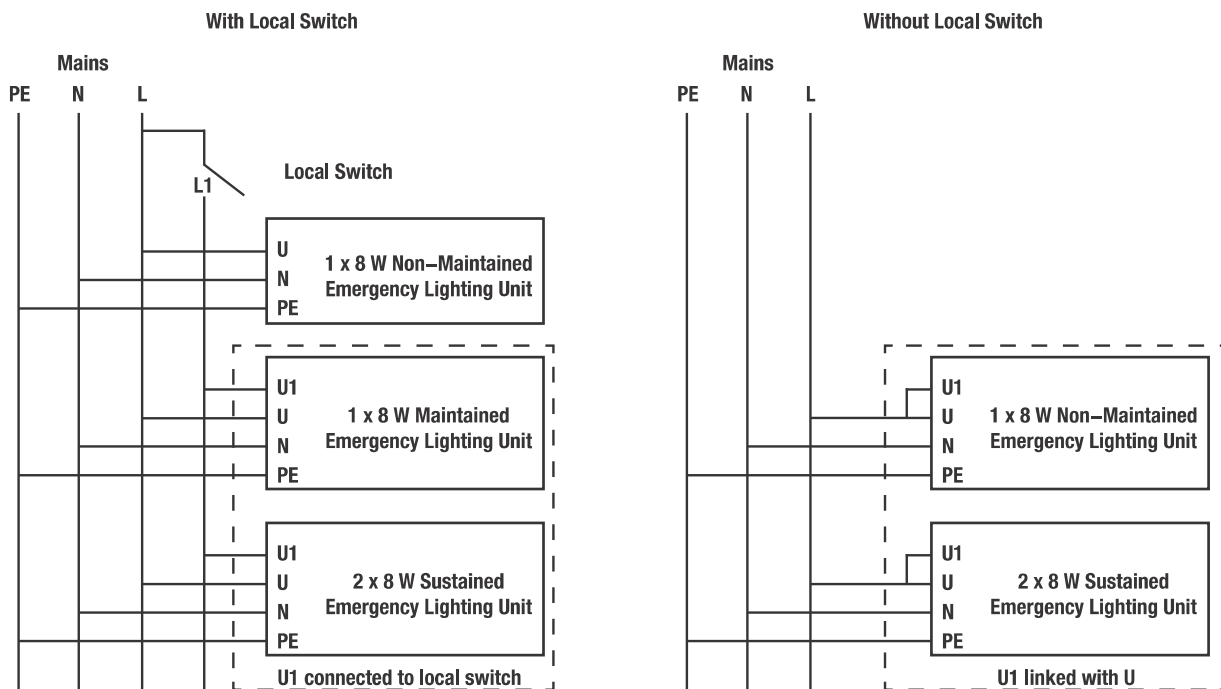 With Local Switch
Mains
PE N L
L1
Local Switch
U
N
PE
1 x 8 W Non–Maintained
Emergency Lighting Unit
U1
U
N
PE
1 x 8 W Maintained
Emergency Lighting Unit
U1
U
N
PE
2 x 8 W Sustained
Emergency Lighting Unit
U1 connected to local switch
Without Local Switch
Mains
PE N L
U1
U
N
PE
1 x 8 W Non–Maintained
Emergency Lighting Unit
U1
U
N
PE
2 x 8 W Sustained
Emergency Lighting Unit
U1 linked with U